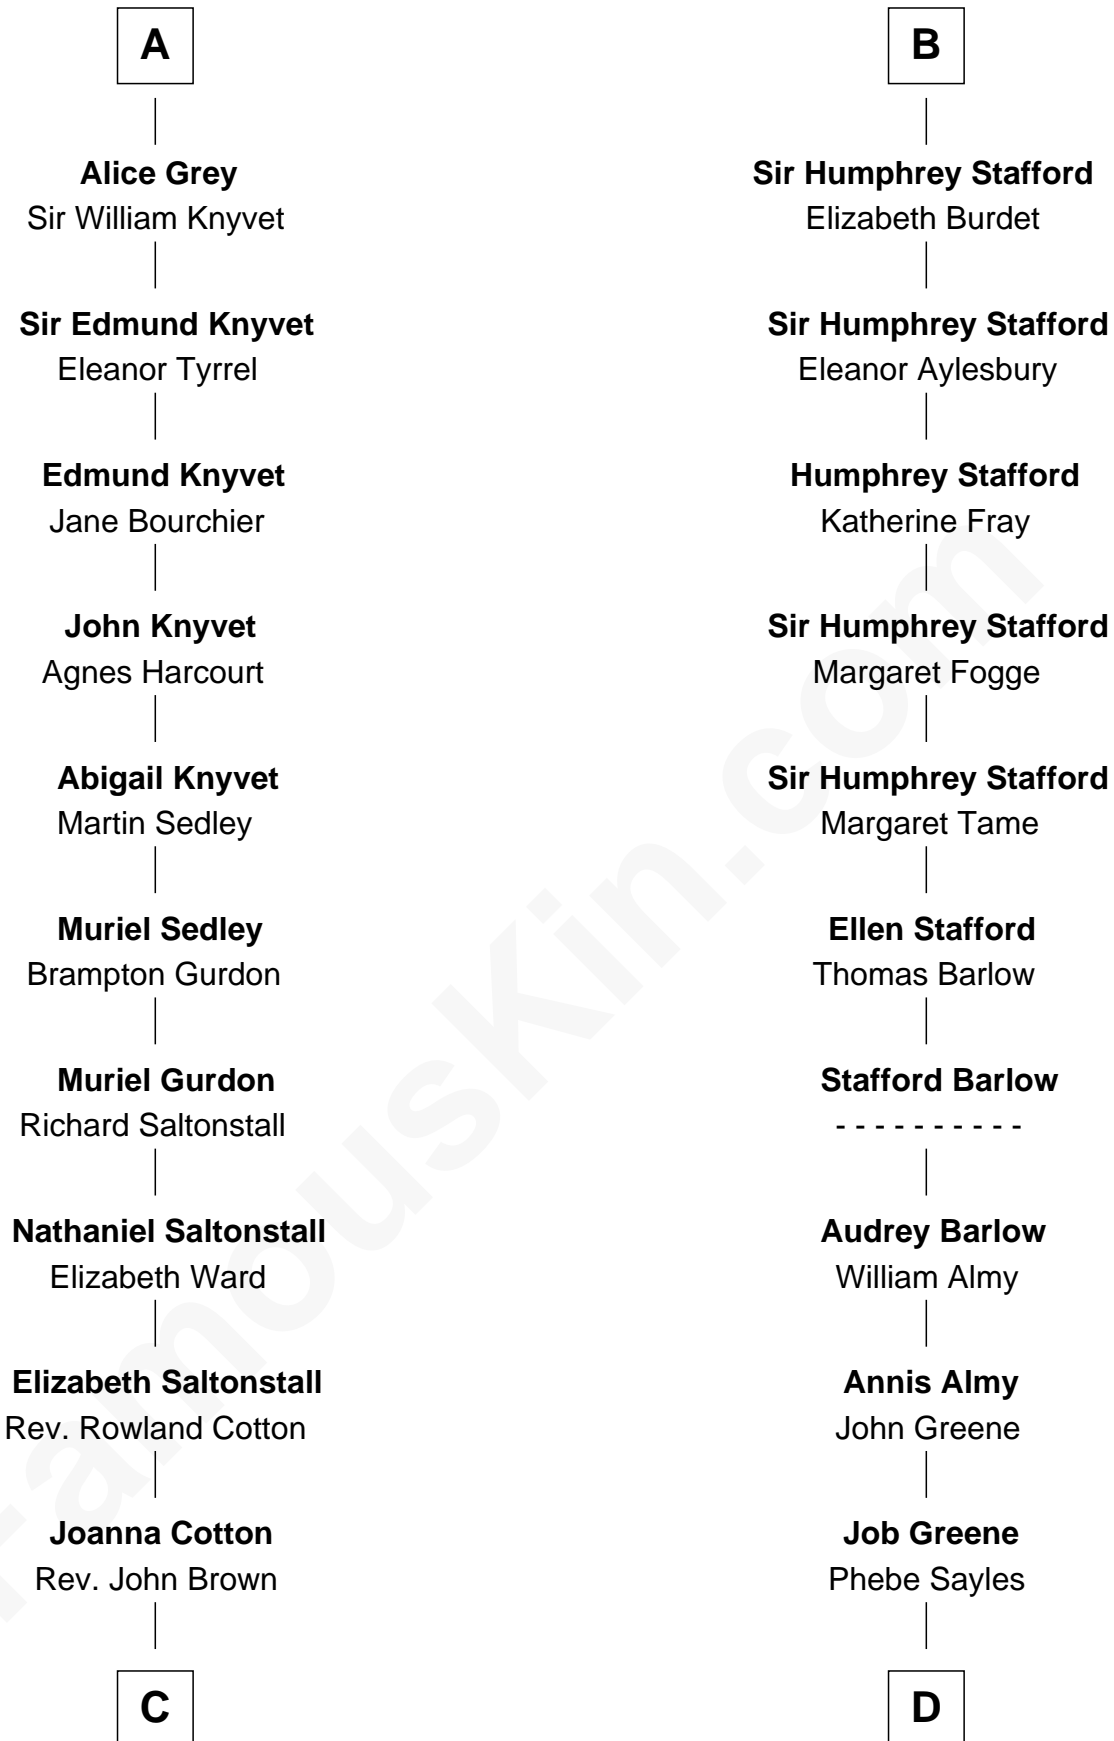 A
Alice Grey
Sir William Knyvet
Sir Edmund Knyvet
Eleanor Tyrrel
Edmund Knyvet
Jane Bourchier
John Knyvet
Agnes Harcourt
Abigail Knyvet
Martin Sedley
Muriel Sedley
Brampton Gurdon
Muriel Gurdon
Richard Saltonstall
Nathaniel Saltonstall
Elizabeth Ward
Elizabeth Saltonstall
Rev. Rowland Cotton
Joanna Cotton
Rev. John Brown
C
B
Sir Humphrey Stafford
Elizabeth Burdet
Sir Humphrey Stafford
Eleanor Aylesbury
Humphrey Stafford
Katherine Fray
Sir Humphrey Stafford
Margaret Fogge
Sir Humphrey Stafford
Margaret Tame
Ellen Stafford
Thomas Barlow
Stafford Barlow
- - - - - - - - - -
Audrey Barlow
William Almy
Annis Almy
John Greene
Job Greene
Phebe Sayles
D
FamousKin.com